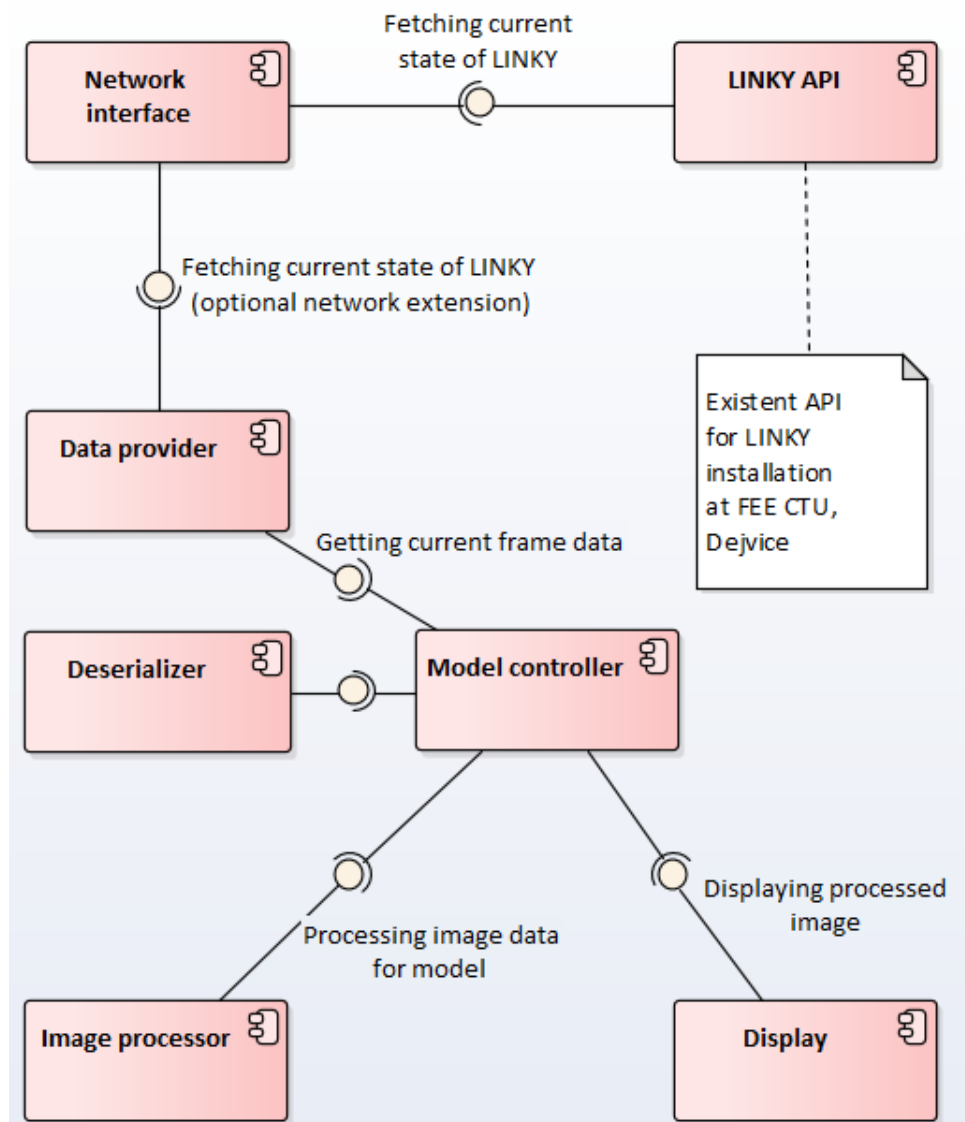 Fetching current
state of LINKY
Network
interface
LINKY API
Fetching current state of LINKY
(optional network extension)
Existent API
for LINKY
installation
at FEE CTU,
Dejvice
Data provider
Getting current frame data
Deserializer
Model controller
Displaying processed
image
Processing image data
for model
Image processor
Display